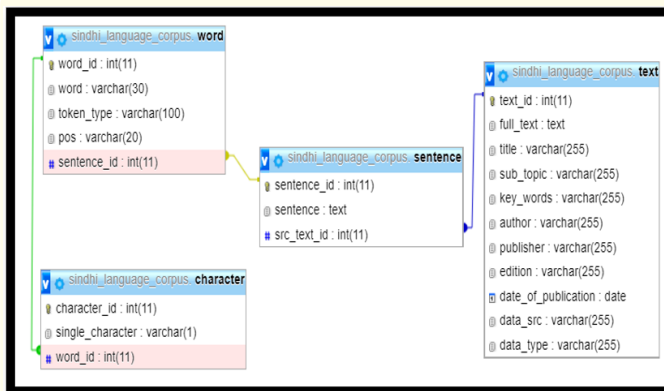 sindhi_language_corpus. word
word_id : int(11)
word : varchar(30)
token_type : varchar(100)
pos : varchar(20)
sentence_id : int(11)
sindhi_language_corpus. sentence
sentence_id : int(11)
sentence : text
src_text_id : int(11)
sindhi_language_corpus. text
text_id : int(11)
full_text : text
title : varchar(255)
sub_topic : varchar(255)
key_words : varchar(255)
author : varchar(255)
publisher : varchar(255)
edition : varchar(255)
date_of_publication : date
data_src : varchar(255)
data_type : varchar(255)
sindhi_language_corpus. character
character_id : int(11)
single_character : varchar(1)
word_id : int(11)